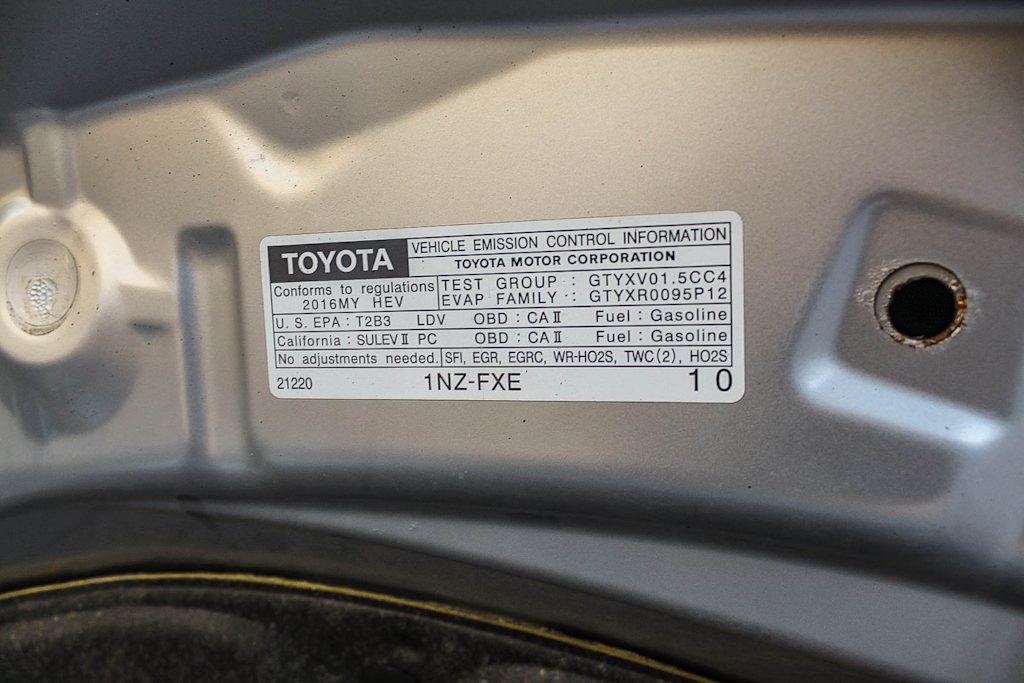 TOYOTA VEHICLE EMISSION CONTROL INFORMATION
TOYOTA MOTOR CORPORATION
Conforms to regulations TEST GROUP : GTYXV01.5CC4
2016MY HEV EVAP FAMILY : GTYXR0095P12
U.S. EPA : T2B3 LDV OBD : CAⅡ Fuel : Gasoline
California : SULEVⅡ PC OBD : CAⅡ Fuel : Gasoline
No adjustments needed. SFI, EGR, EGRC, WR-HO2S, TWC(2), HO2S
21220 1NZ-FXE 10